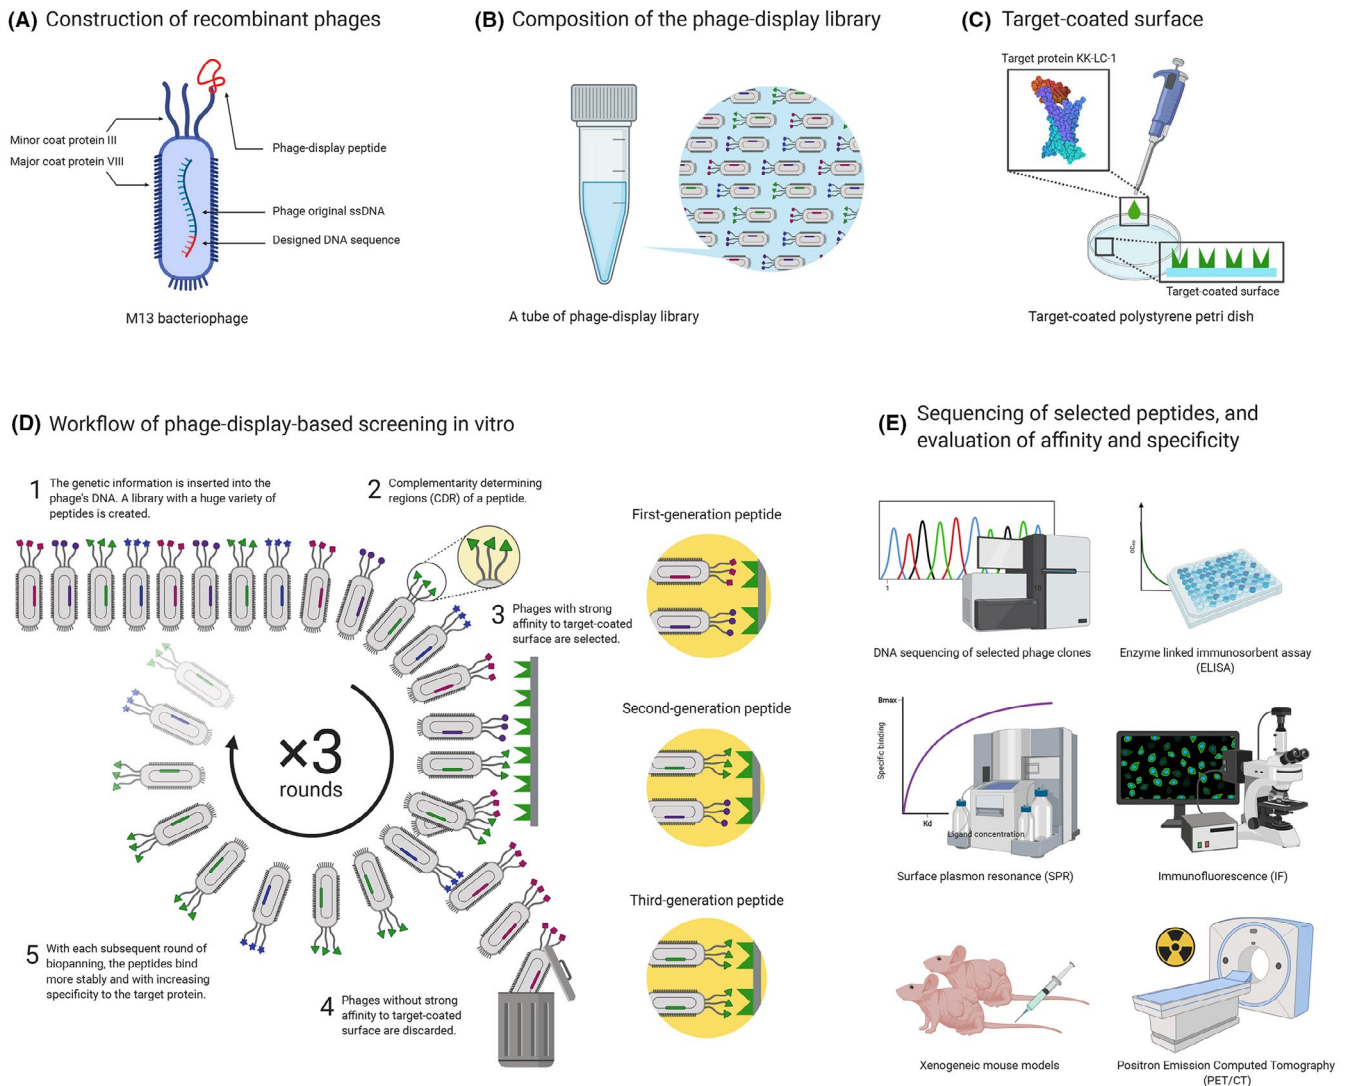 (A) Construction of recombinant phages
Minor coat protein III
Major coat protein VIII
Phage-display peptide
Phage original ssDNA
Designed DNA sequence
M13 bacteriophage
(B) Composition of the phage-display library
A tube of phage-display library
(C) Target-coated surface
Target protein KK-LC-1
Target-coated surface
Target-coated polystyrene petri dish
(D) Workflow of phage-display-based screening in vitro
1 The genetic information is inserted into the
phage's DNA. A library with a huge variety of
peptides is created.
2 Complementarity determining
regions (CDR) of a peptide.
3 Phages with strong
affinity to target-coated
surface are selected.
×3
rounds
4 Phages without strong
affinity to target-coated
surface are discarded.
5 With each subsequent round of
biopanning, the peptides bind
more stably and with increasing
specificity to the target protein.
First-generation peptide
Second-generation peptide
Third-generation peptide
(E) Sequencing of selected peptides, and
evaluation of affinity and specificity
1
10
DNA sequencing of selected phage clones
Enzyme linked immunosorbent assay
(ELISA)
Bmax
Specific binding
Kd
Ligand concentration
Surface plasmon resonance (SPR)
Immunofluorescence (IF)
Xenogeneic mouse models
Positron Emission Computed Tomography
(PET/CT)